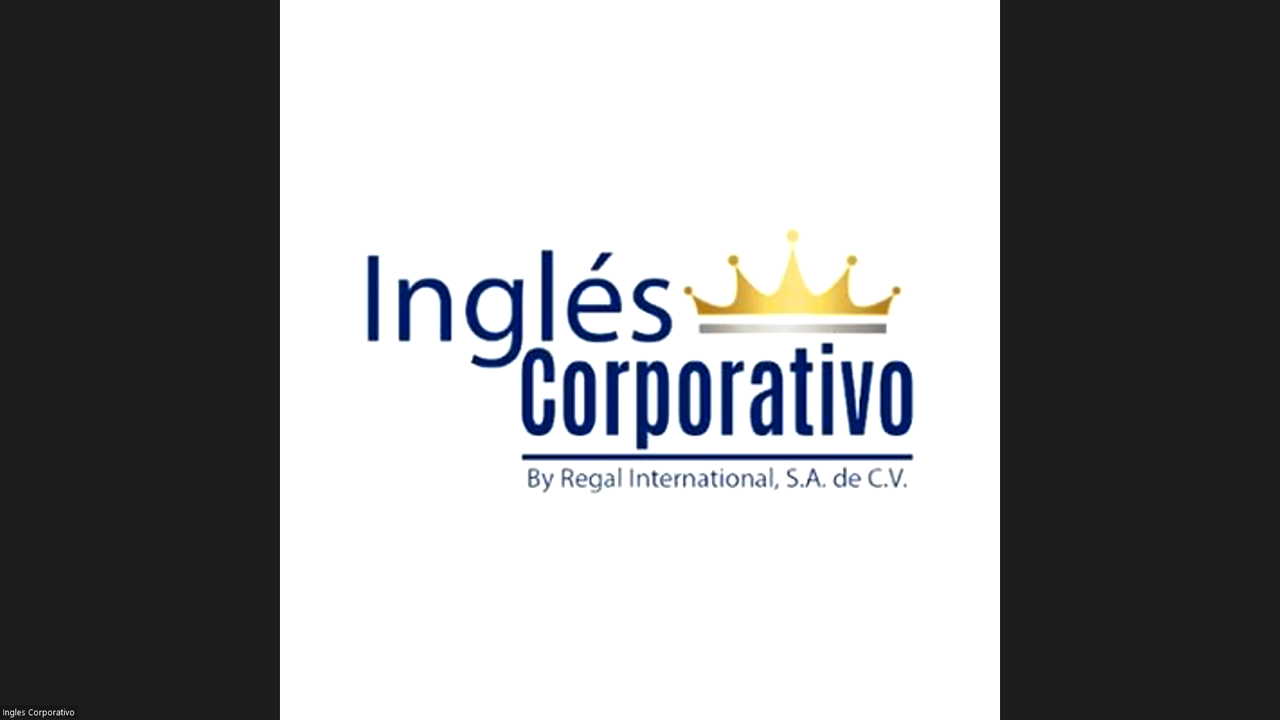 Inglés
Corporativo
By Regal International, S.A. de C.V.
Ingles Corporativo